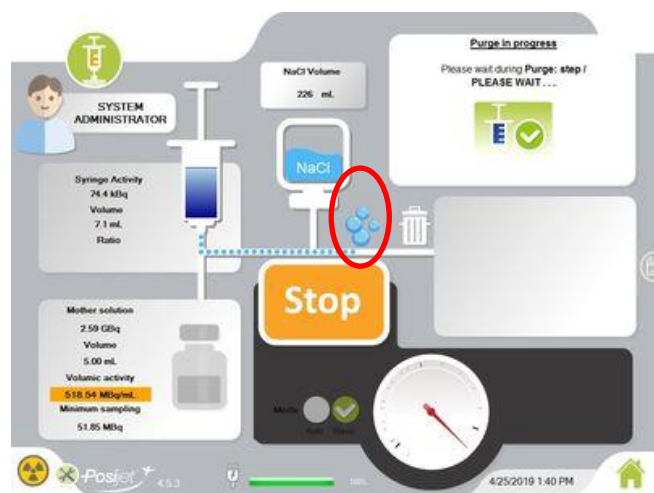 E
SYSTEM
ADMINISTRATOR
NaCl Volume
226 mL
Purge in progress
Please wait during Purge: step /
PLEASE WAIT . . .
E
NaCl
Syringe Activity
74.4 kBq
Volume
7.1 mL
Ratio
Stop
Mother solution
2.59 GBq
Volume
5.00 mL
Volumic activity
518.54 MBq/mL
Minimum sampling
51.85 MBq
Mode
Posijet +
4.5.3
100%
4/25/2019 1:40 PM